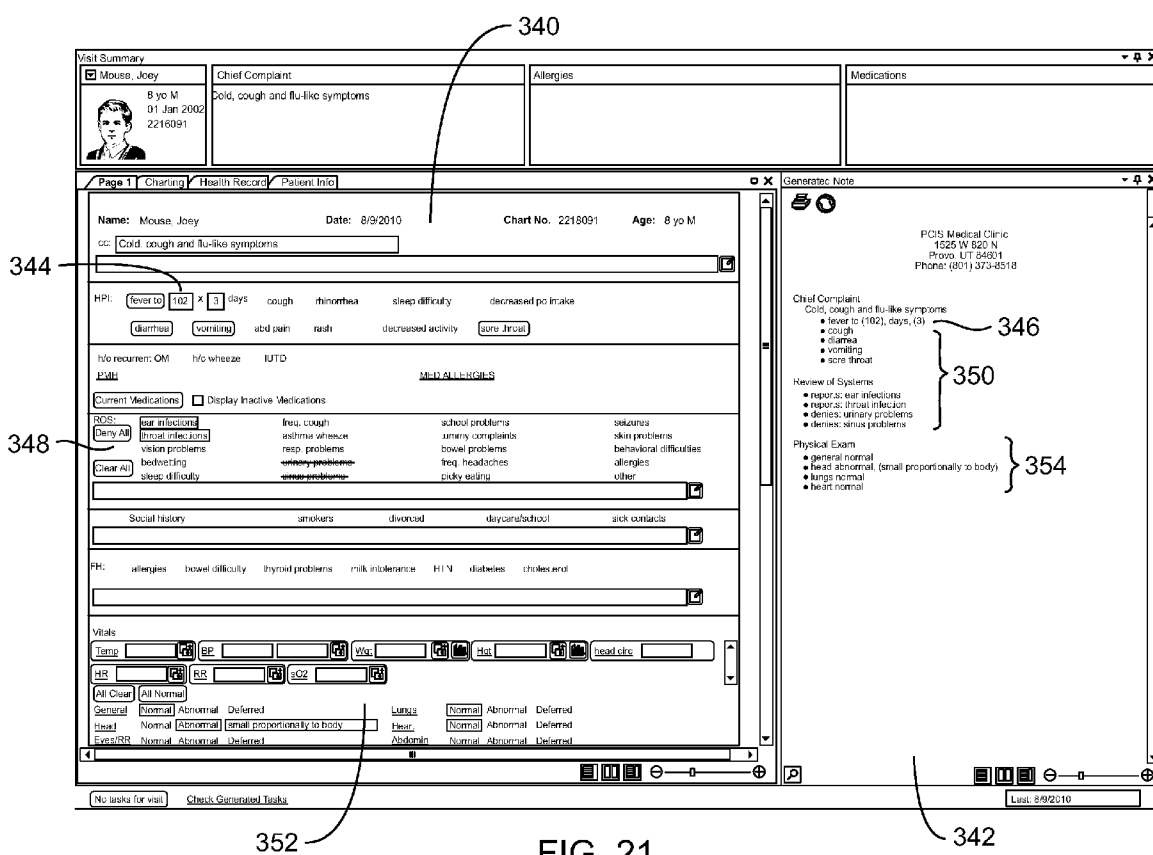 340
Visit Summary
Mouse, Joey
Chief Complaint
Allergies
Medications
8 yo M
01 Jan 2002
2216091
Cold, cough and flu-like symptoms
Page 1 Charting Health Record Patient Info
Name: Mouse, Joey Date: 8/9/2010 Chart No. 2218091 Age: 8 yo M
cc: Cold, cough and flu-like symptoms
344
HPI: fever to 102 x 3 days cough rhinorrhea sleep difficulty decreased po intake
diarrhea vomiting abd pain rash decreased activity sore throat
h/o recurrent OM h/o wheeze IUTD
PMH MED ALLERGIES
Current Medications Display Inactive Medications
348
ROS: ear infections freq. cough school problems seizures
Deny All throat infections asthma wheeze tummy complaints skin problems
vision problems resp. problems bowel problems behavioral difficulties
Clear All bedwetting urinary problems freq. headaches allergies
sleep difficulty sinus problems picky eating other
Social history smokers divorced daycare/school sick contacts
FH: allergies bowel difficulty thyroid problems milk intolerance HTN diabetes cholesterol
Vitals
Temp BP Wgt Hgt head circ
HR RR sO2
All Clear All Normal
General Normal Abnormal Deferred Lungs Normal Abnormal Deferred
Head Normal Abnormal small proportionally to body Hear. Normal Abnormal Deferred
Eyes/RR Normal Abnormal Deferred Abdomin Normal Abnormal Deferred
352
Generated Note
PCIS Medical Clinic
1525 W 820 N
Provo, UT 84601
Phone: (801) 373-8518
Chief Complaint
Cold, cough and flu-like symptoms
• fever to (102), days, (3)
346
• cough
• diarrea
• vomiting
• sore throat
350
Review of Systems
• reports: ear infections
• reports: throat infection
• denies: urinary problems
• denies: sinus problems
Physical Exam
• general normal
• head abnormal, (small proportionally to body)
• lungs normal
• heart normal
354
No tasks for visit Check Generated Tasks
Last: 8/9/2010
342
FIG. 21